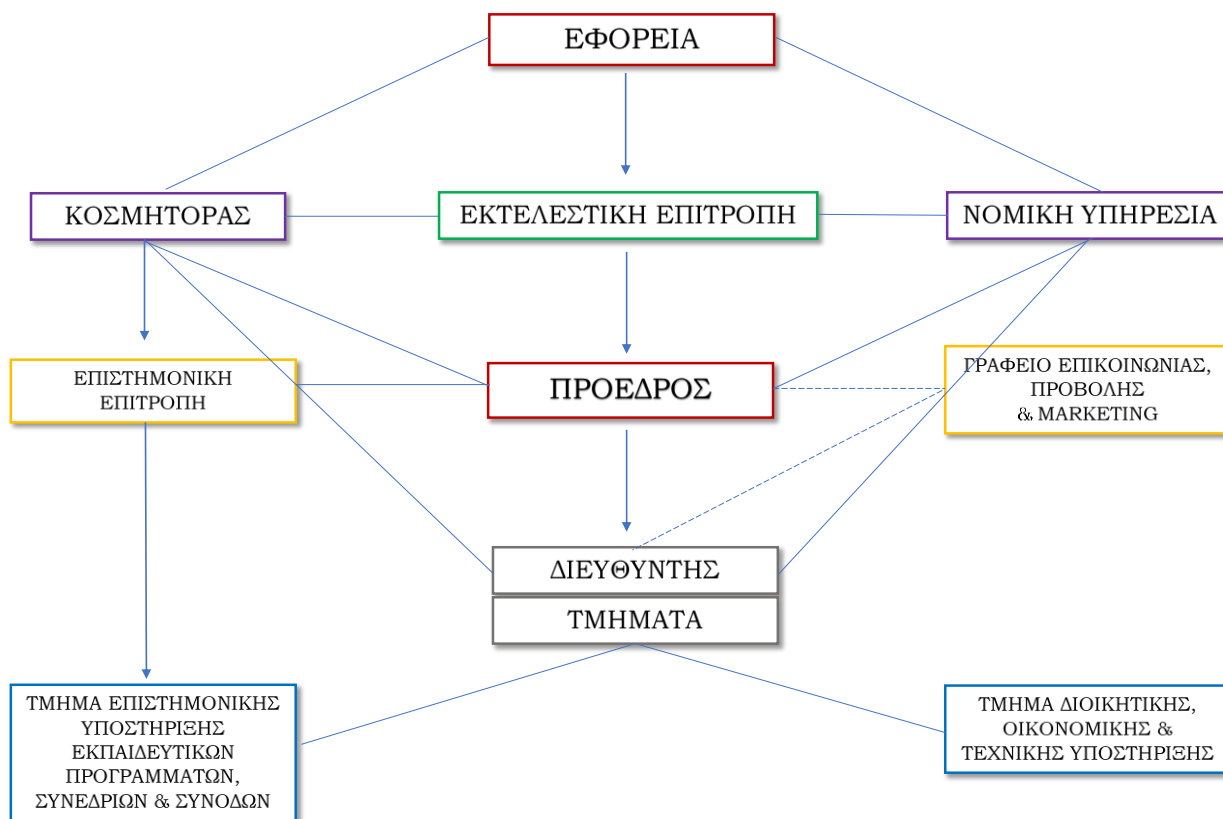 ΕΦΟΡΕΙΑ
ΚΟΣΜΗΤΟΡΑΣ
ΕΚΤΕΛΕΣΤΙΚΗ ΕΠΙΤΡΟΠΗ
ΝΟΜΙΚΗ ΥΠΗΡΕΣΙΑ
ΕΠΙΣΤΗΜΟΝΙΚΗ
ΕΠΙΤΡΟΠΗ
ΠΡΟΕΔΡΟΣ
ΓΡΑΦΕΙΟ ΕΠΙΚΟΙΝΩΝΙΑΣ,
ΠΡΟΒΟΛΗΣ
& MARKETING
ΔΙΕΥΘΥΝΤΗΣ
ΤΜΗΜΑΤΑ
ΤΜΗΜΑ ΕΠΙΣΤΗΜΟΝΙΚΗΣ
ΥΠΟΣΤΗΡΙΞΗΣ
ΕΚΠΑΙΔΕΥΤΙΚΩΝ
ΠΡΟΓΡΑΜΜΑΤΩΝ,
ΣΥΝΕΔΡΙΩΝ & ΣΥΝΟΔΩΝ
ΤΜΗΜΑ ΔΙΟΙΚΗΤΙΚΗΣ,
ΟΙΚΟΝΟΜΙΚΗΣ &
ΤΕΧΝΙΚΗΣ ΥΠΟΣΤΗΡΙΞΗΣ